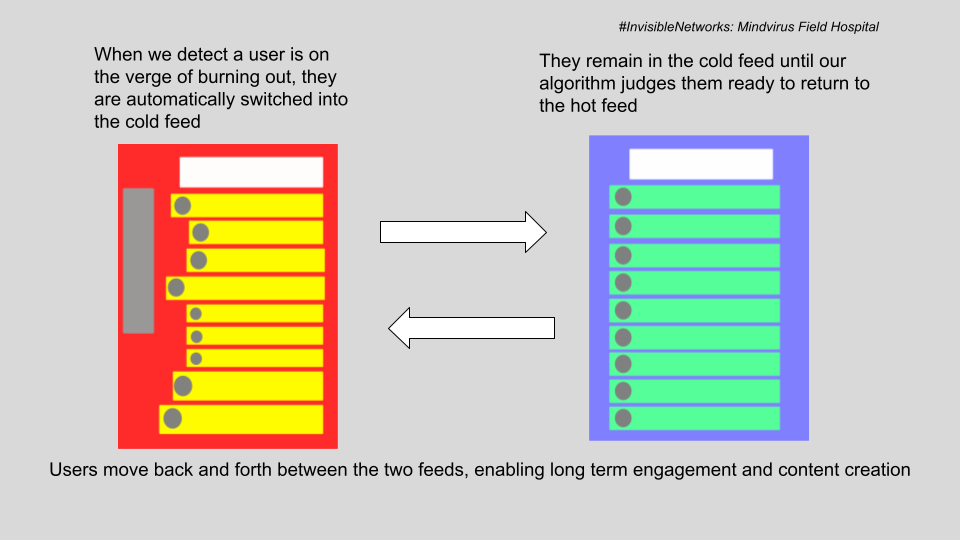 #InvisibleNetworks: Mindvirus Field Hospital
When we detect a user is on
the verge of burning out, they
are automatically switched into
the cold feed
They remain in the cold feed until our
algorithm judges them ready to return to
the hot feed
Users move back and forth between the two feeds, enabling long term engagement and content creation